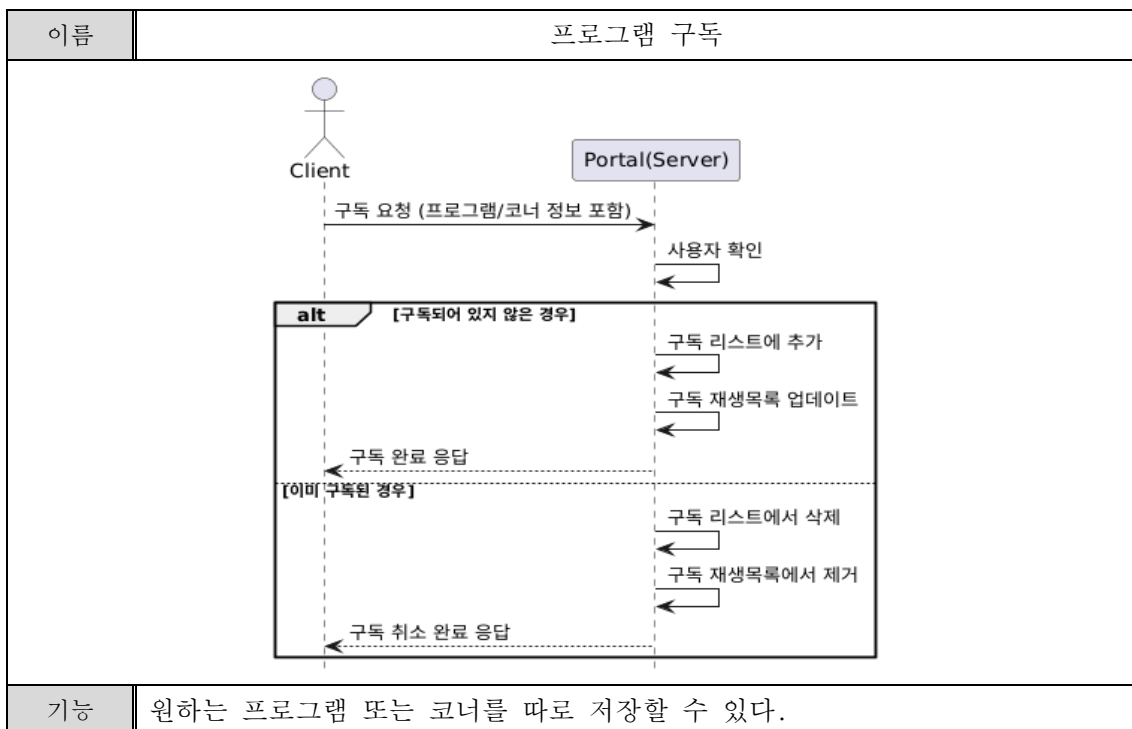 이름
프로그램 구독
Client
Portal(Server)
구독 요청 (프로그램/코너 정보 포함)
사용자 확인
alt
[구독되어 있지 않은 경우]
구독 리스트에 추가
구독 재생목록 업데이트
구독 완료 응답
[이미 구독된 경우]
구독 리스트에서 삭제
구독 재생목록에서 제거
구독 취소 완료 응답
기능
원하는 프로그램 또는 코너를 따로 저장할 수 있다.